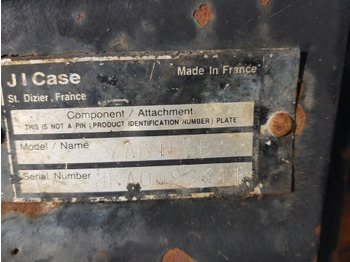 J I Case
Made In France
St. Dizier, France
Component / Attachment
THIS IS NOT A PIN (PRODUCT IDENTIFICATION NUMBER) PLATE
Model / Name
Serial Number